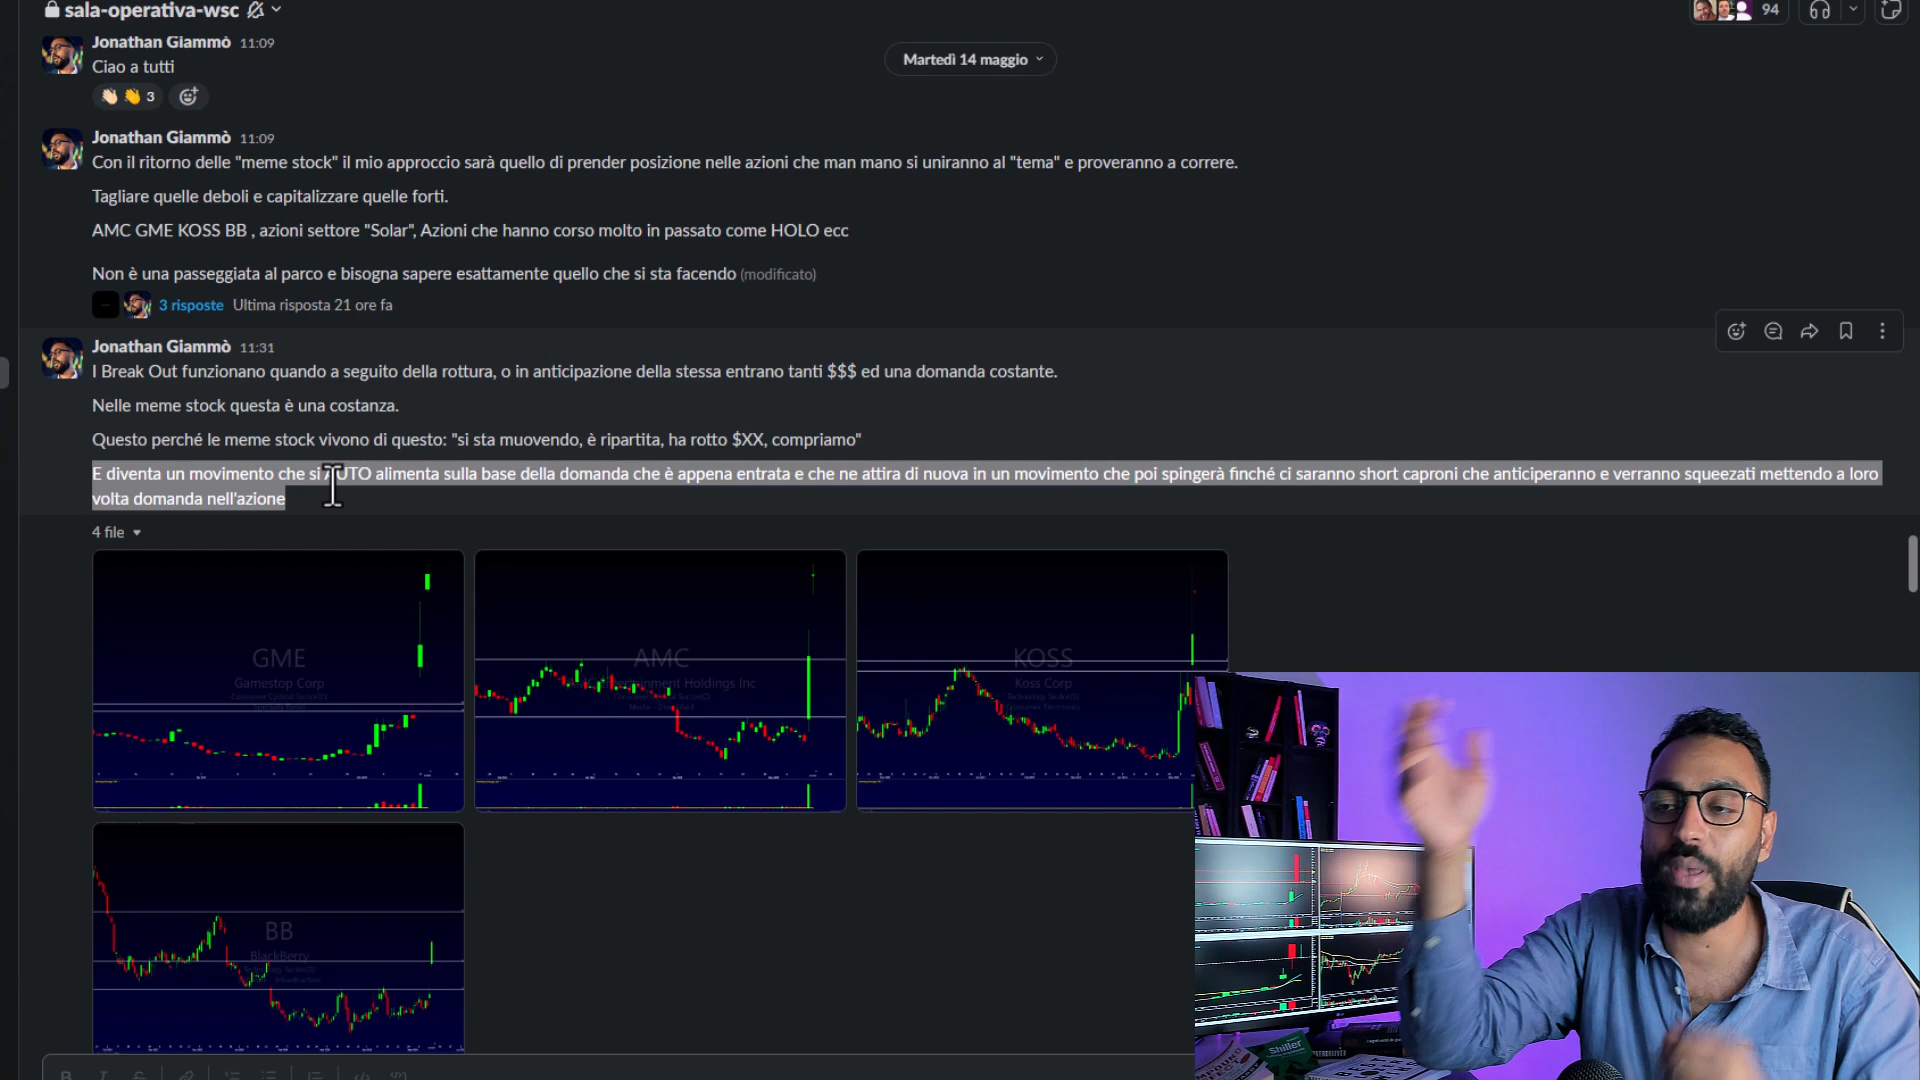 sala-operativa-wsc
94
Jonathan Giammò 11:09
Martedì 14 maggio
Ciao a tutti
3
Jonathan Giammò 11:09
Con il ritorno delle "meme stock" il mio approccio sarà quello di prender posizione nelle azioni che man mano si uniranno al "tema" e proveranno a correre.
Tagliare quelle deboli e capitalizzare quelle forti.
AMC GME KOSS BB , azioni settore "Solar", Azioni che hanno corso molto in passato come HOLO ecc
Non è una passeggiata al parco e bisogna sapere esattamente quello che si sta facendo (modificato)
3 risposte Ultima risposta 21 ore fa
Jonathan Giammò 11:31
I Break Out funzionano quando a seguito della rottura, o in anticipazione della stessa entrano tanti $$$ ed una domanda costante.
Nelle meme stock questa è una costanza.
Questo perché le meme stock vivono di questo: "si sta muovendo, è ripartita, ha rotto $XX, compriamo"
E diventa un movimento che si AUTO alimenta sulla base della domanda che è appena entrata e che ne attira di nuova in un movimento che poi spingerà finché ci saranno short caproni che anticiperanno e verranno squeezati mettendo a loro
volta domanda nell'azione
4 file
GME
Gamestop Corp
AMC
Entertainment Holdings Inc
KOSS
Koss Corp
BB
BlackBerry
Shiller